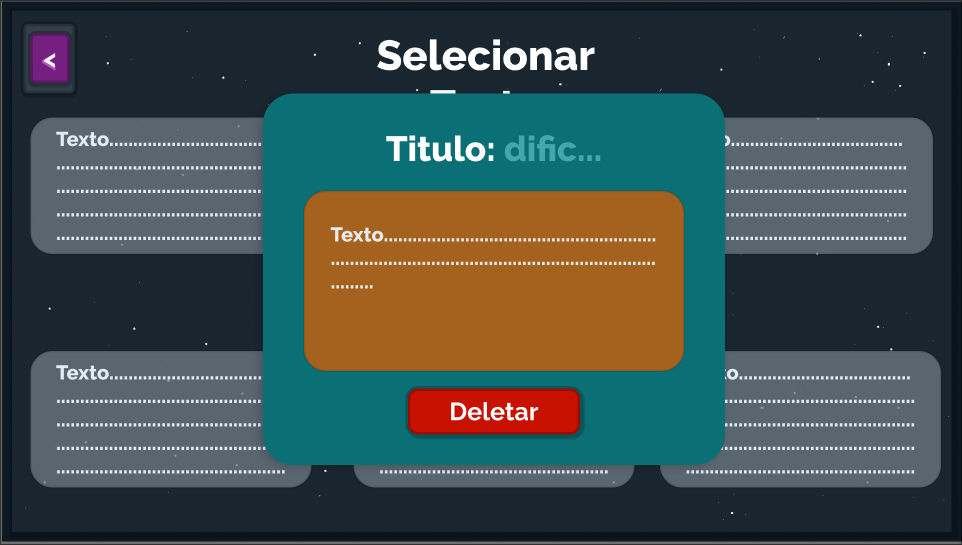 <
Selecionar
Titulo: dific...
Texto...............................
Texto.........................................................
....................................................................
.........
Deletar
Texto...............................